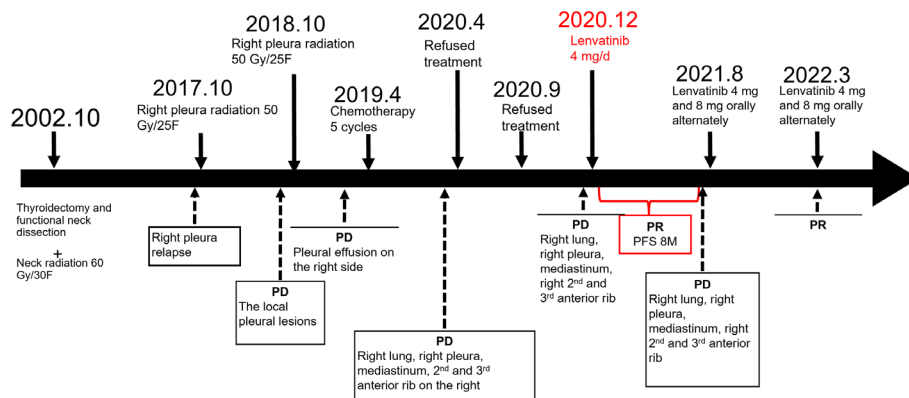 2002.10
Thyroidectomy and
functional neck
dissection
+
Neck radiation 60
Gy/30F
2017.10
Right pleura radiation 50
Gy/25F
Right pleura
relapse
2018.10
Right pleura radiation
50 Gy/25F
PD
The local
pleural lesions
2019.4
Chemotherapy
5 cycles
PD
Pleural effusion on
the right side
2020.4
Refused
treatment
PD
Right lung, right pleura,
mediastinum, 2nd and 3rd
anterior rib on the right
2020.9
Refused
treatment
2020.12
Lenvatinib
4 mg/d
PD
Right lung,
right pleura,
mediastinum,
right 2nd and
3rd anterior rib
PR
PFS 8M
2021.8
Lenvatinib 4 mg
and 8 mg orally
alternately
PD
Right lung, right
pleura,
mediastinum, right
2nd and 3rd anterior
rib
2022.3
Lenvatinib 4 mg
and 8 mg orally
alternately
PR